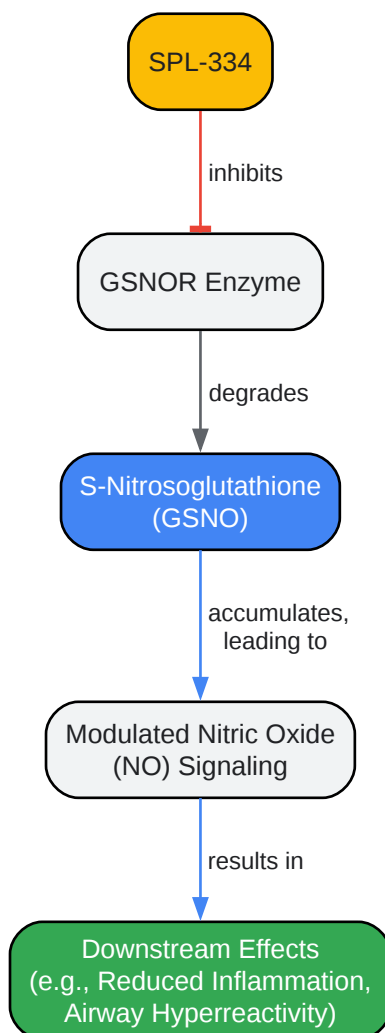 SPL-334
inhibits
GSNOR Enzyme
degrades
S-Nitrosoglutathione
(GSNO)
accumulates,
leading to
Modulated Nitric Oxide
(NO) Signaling
results in
Downstream Effects
(e.g., Reduced Inflammation,
Airway Hyperreactivity)